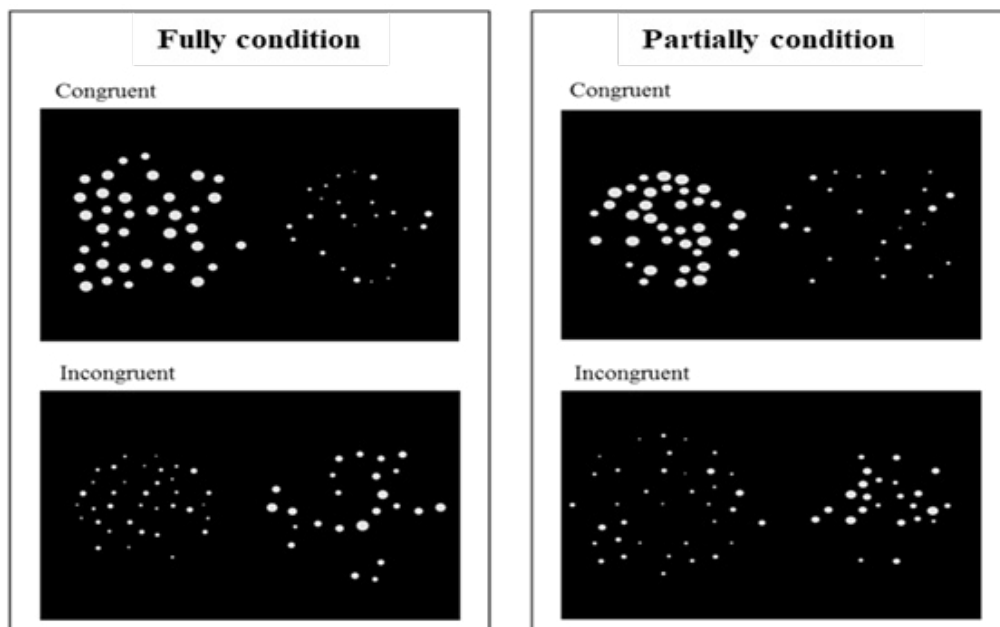 Fully condition
Congruent
Incongruent
Partially condition
Congruent
Incongruent